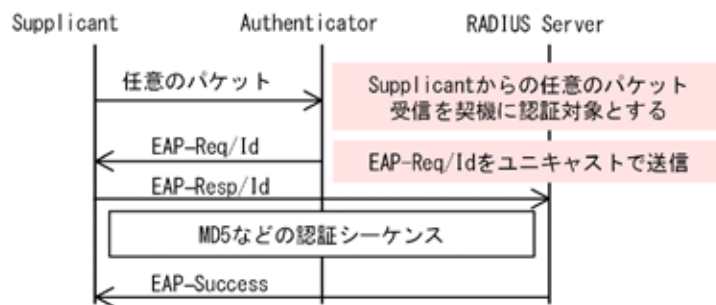 Supplicant
Authenticator
RADIUS Server
任意のパケット
Supplicantからの任意のパケット
受信を契機に認証対象とする
EAP-Req/Id
EAP-Req/Idをユニキャストで送信
EAP-Resp/Id
MD5などの認証シーケンス
EAP-Success